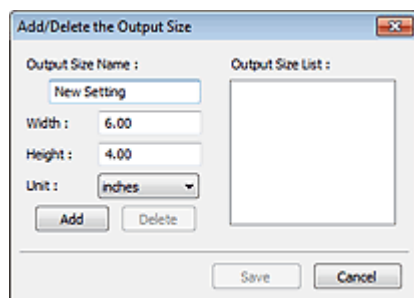 Add/Delete the Output Size
Output Size Name :
Output Size List :
New Setting
Width :
6.00
Height :
4.00
Unit :
inches
Add
Delete
Save
Cancel